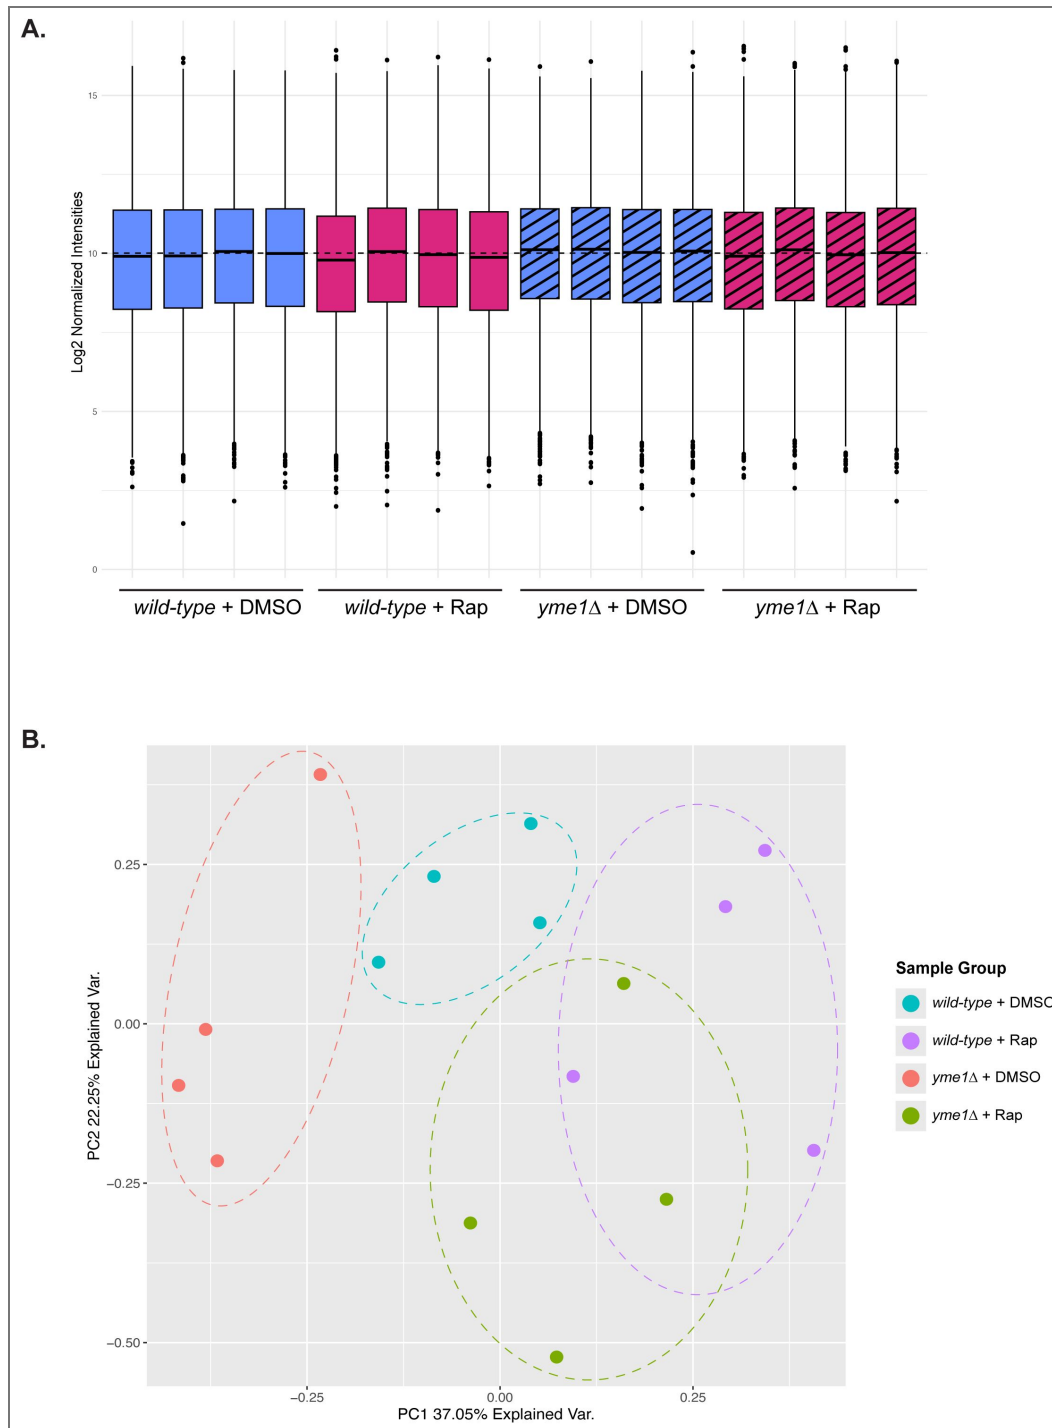 A.
Log2 Normalized Intensities
15
10
5
0
wild-type + DMSO
wild-type + Rap
yme1Δ + DMSO
yme1Δ + Rap
B.
PC2 22.25% Explained Var.
0.25
0.00
−0.25
−0.50
−0.25
0.00
0.25
PC1 37.05% Explained Var.
Sample Group
wild-type + DMSO
wild-type + Rap
yme1Δ + DMSO
yme1Δ + Rap